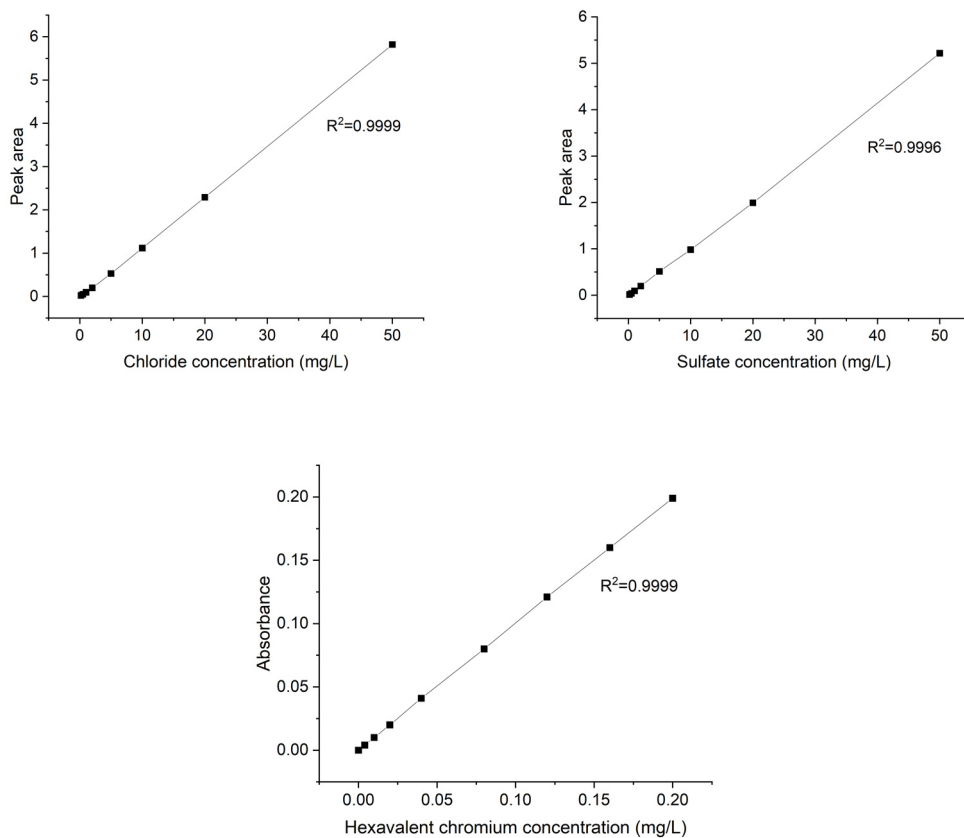 6
5
4
3
2
1
0
Peak area
R²=0.9999
0 10 20 30 40 50
Chloride concentration (mg/L)
6
5
4
3
2
1
0
Peak area
R²=0.9996
0 10 20 30 40 50
Sulfate concentration (mg/L)
0.20
0.15
0.10
0.05
0.00
Absorbance
R²=0.9999
0.00 0.05 0.10 0.15 0.20
Hexavalent chromium concentration (mg/L)